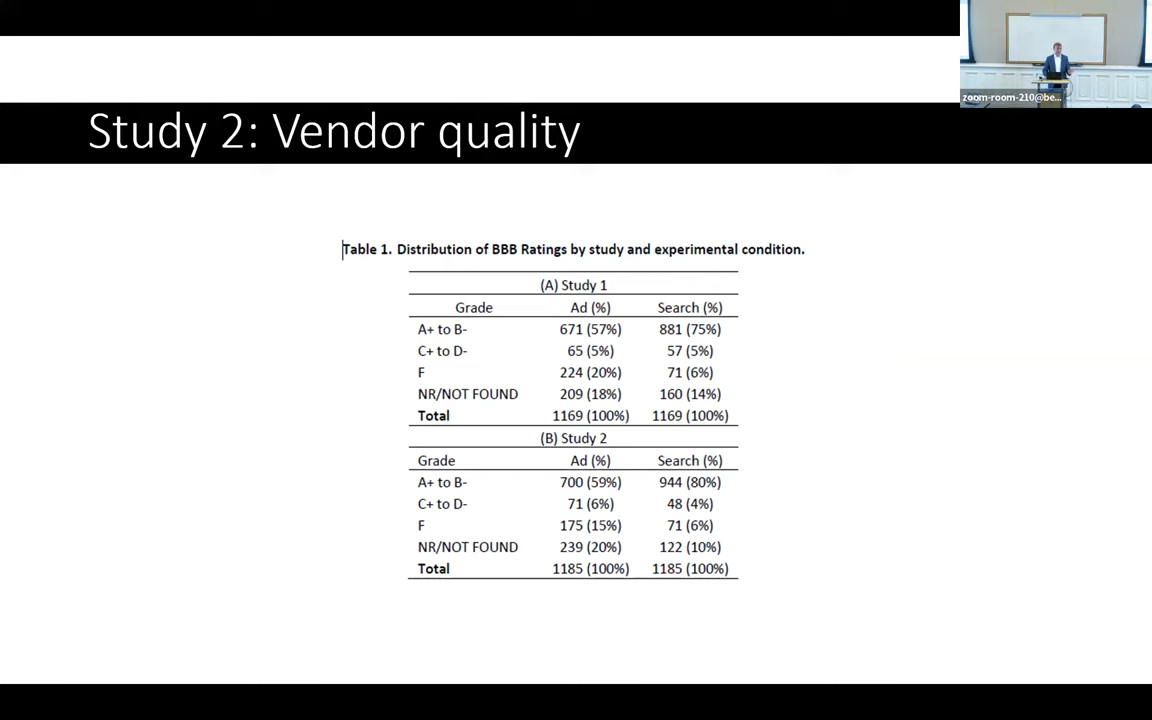 zoom-room-210@be...
Study 2: Vendor quality
Table 1. Distribution of BBB Ratings by study and experimental condition.
(A) Study 1
Grade Ad (%) Search (%)
A+ to B- 671 (57%) 881 (75%)
C+ to D- 65 (5%) 57 (5%)
F 224 (20%) 71 (6%)
NR/NOT FOUND 209 (18%) 160 (14%)
Total 1169 (100%) 1169 (100%)
(B) Study 2
Grade Ad (%) Search (%)
A+ to B- 700 (59%) 944 (80%)
C+ to D- 71 (6%) 48 (4%)
F 175 (15%) 71 (6%)
NR/NOT FOUND 239 (20%) 122 (10%)
Total 1185 (100%) 1185 (100%)